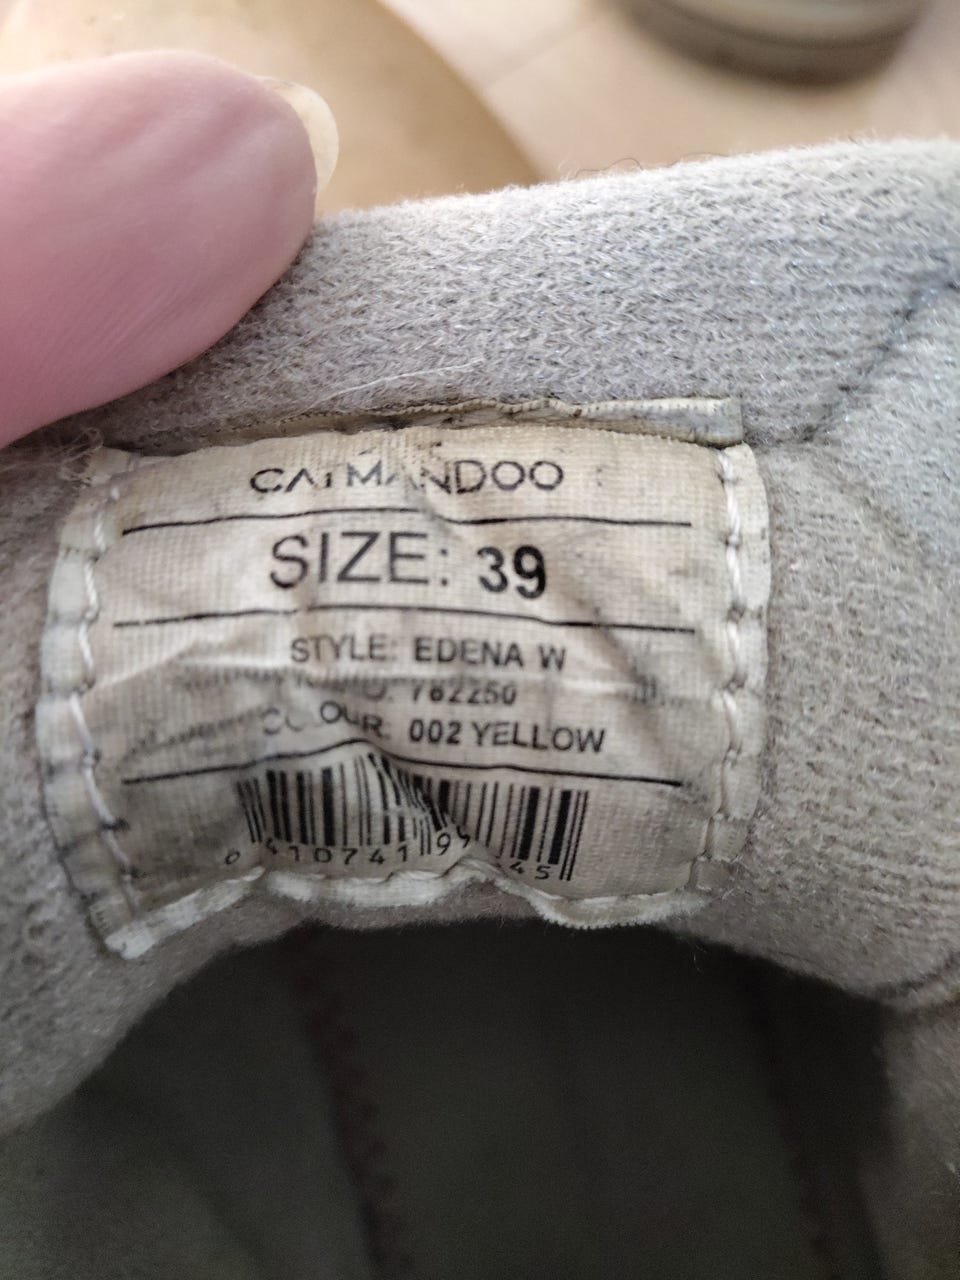 CATMANDOO
SIZE: 39
STYLE: EDENA W
782250
COLOUR: 002 YELLOW